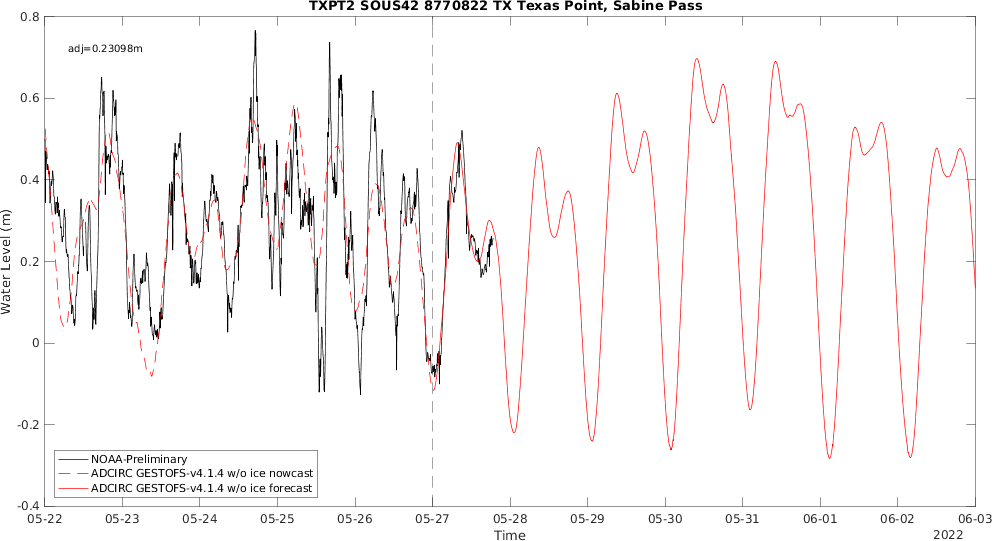 TXPT2 SOUS42 8770822 TX Texas Point, Sabine Pass
adj=0.23098m
0.8
0.6
0.4
0.2
0
-0.2
-0.4
Water Level (m)
NOAA-Preliminary
ADCIRC GESTOFS-v4.1.4 w/o ice nowcast
ADCIRC GESTOFS-v4.1.4 w/o ice forecast
05-22 05-23 05-24 05-25 05-26 05-27 05-28 05-29 05-30 05-31 06-01 06-02 06-03
Time
2022